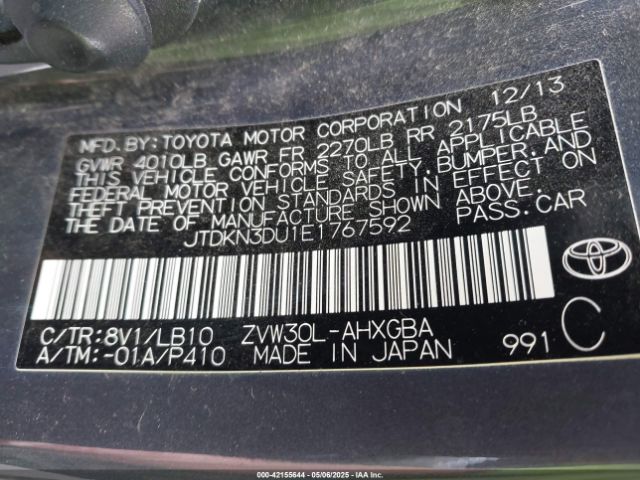 12/13
MFD.BY:TOYOTA MOTOR CORPORATION
GVWR 4010LB GAWR FR 2270LB RR 2175LB
THIS VEHICLE CONFORMS TO ALL APPLICABLE
FEDERAL MOTOR VEHICLE SAFETY,BUMPER,AND
THEFT PREVENTION STANDARDS IN EFFECT ON
THE DATE OF MANUFACTURE SHOWN ABOVE.
JTDKN3DU1E1767592 PASS.CAR
C/TR:8V1/LB10 ZVW30L-AHXGBA
A/TM:-01A/P410 MADE IN JAPAN 991 C
000-42155644 05/06/2025 IAAI.COM